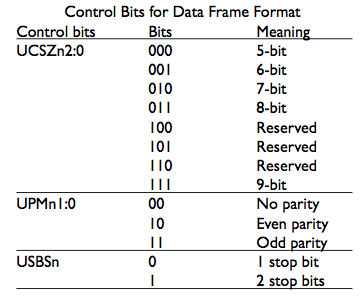 Control Bits for Data Frame Format
Control bits Bits Meaning
UCSZn2:0 000 5-bit
001 6-bit
010 7-bit
011 8-bit
100 Reserved
101 Reserved
110 Reserved
111 9-bit
UPMn1:0 00 No parity
10 Even parity
11 Odd parity
USBSn 0 1 stop bit
1 2 stop bits